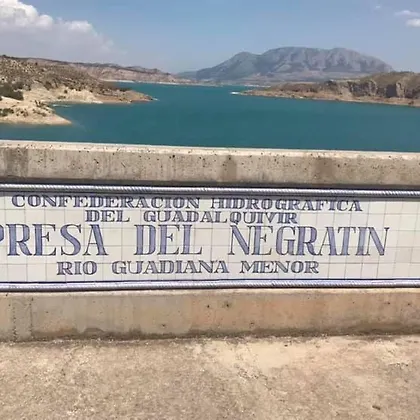 CONFEDERACION HIDROGRAFICA
DEL GUADALQUIVIR
PRESA DEL NEGRATIN
RIO GUADIANA MENOR